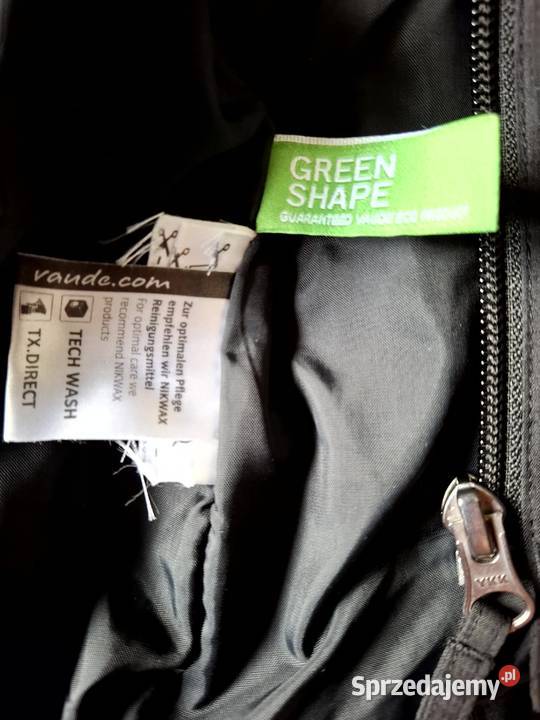 GREEN
SHAPE
GUARANTEED VAUDE ECO PRODUCT
vaude.com
Zur optimalen Pflege
empfehlen wir NIKWAX
Reinigungsmittel
For optimal care we
recommend NIKWAX
products
TECH WASH
TX.DIRECT
YKK
Sprzedajemy.pl